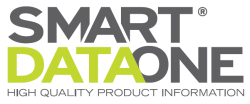 SMART®
DATAONE
HIGH QUALITY PRODUCT INFORMATION